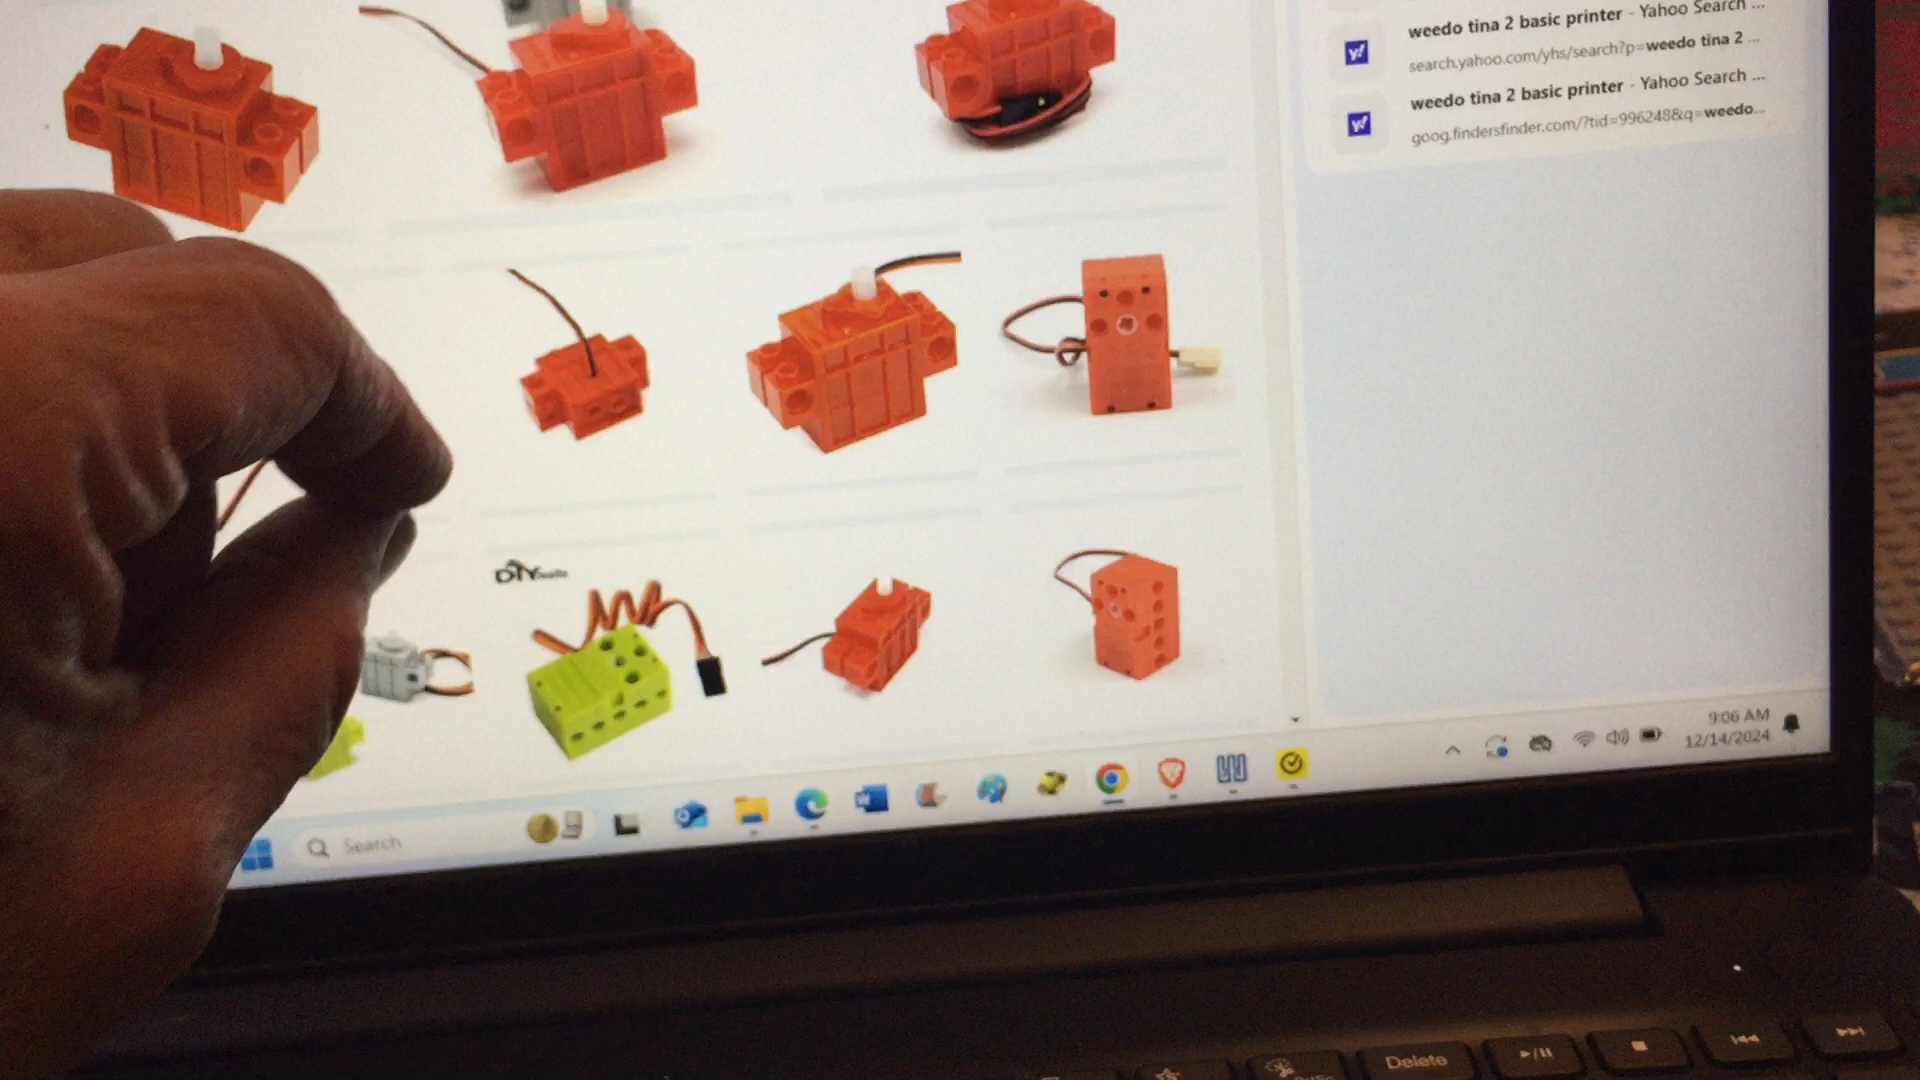 weedo tina 2 basic printer - Yahoo Search ...
search.yahoo.com/yhs/search?p=weedo tina 2 ...
weedo tina 2 basic printer - Yahoo Search ...
goog.findersfinder.com/?tid=996248&q=weedo...
y!
y!
DIY
W
Search
9:06 AM
12/14/2024
Delete